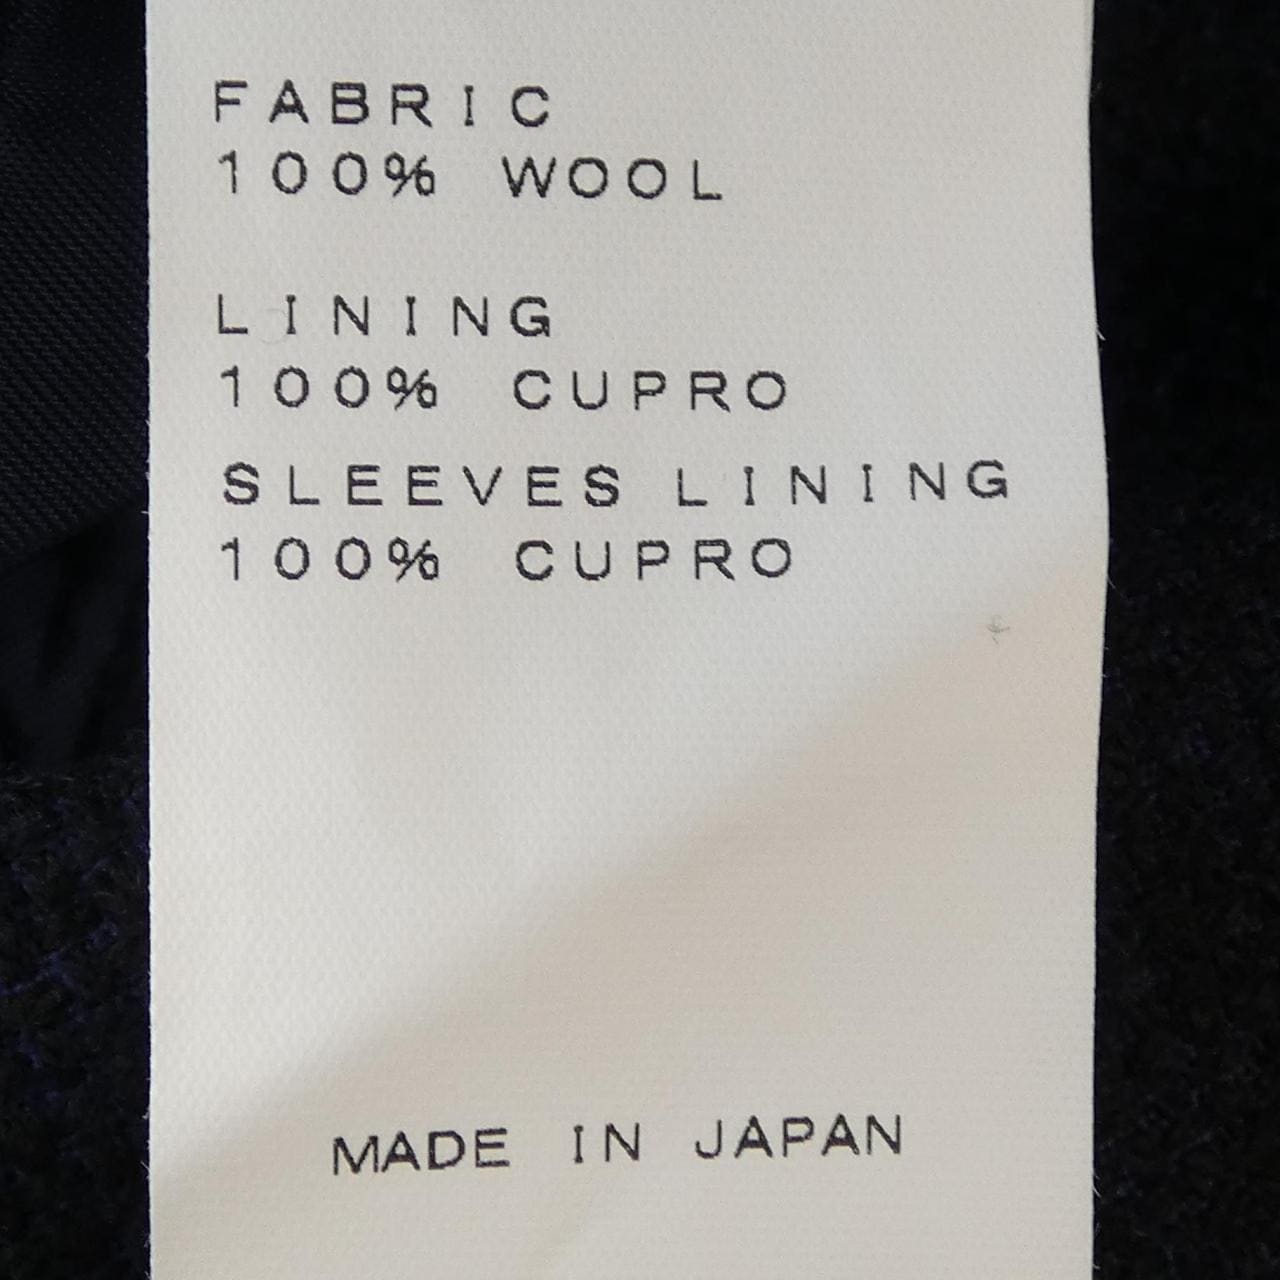 FABRIC
100% WOOL
LINING
100% CUPRO
SLEEVES LINING
100% CUPRO
MADE IN JAPAN